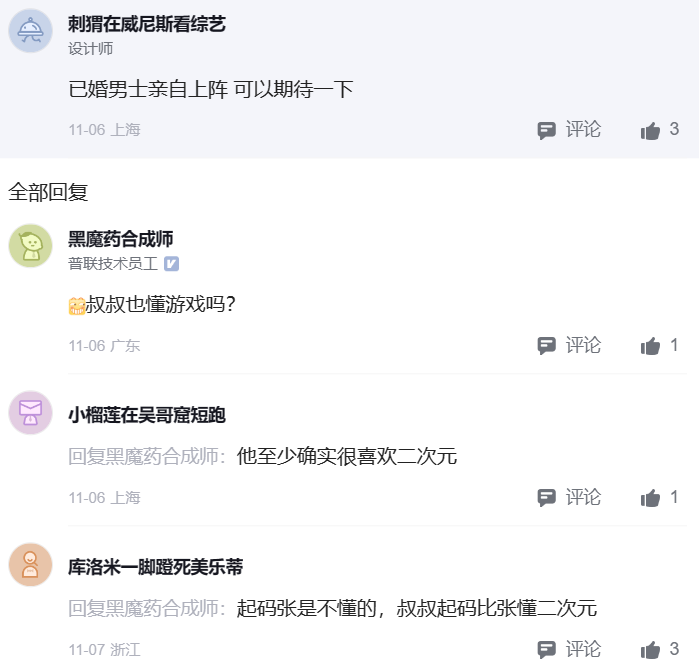 刺猬在威尼斯看综艺
设计师
已婚男士亲自上阵 可以期待一下
11-06 上海
评论
3
全部回复
黑魔药合成师
普联技术员工
叔叔也懂游戏吗?
11-06 广东
评论
1
小榴莲在吴哥窟短跑
回复黑魔药合成师: 他至少确实很喜欢二次元
11-06 上海
评论
1
库洛米一脚蹬死美乐蒂
回复黑魔药合成师: 起码张是不懂的，叔叔起码比张懂二次元
11-07 浙江
评论
3